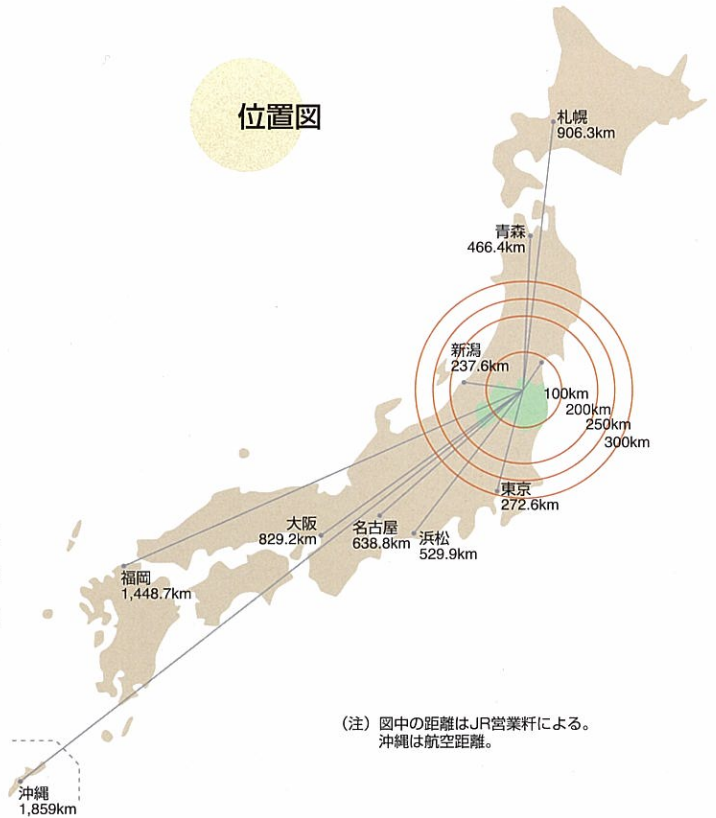 位置図
札幌
906.3km
青森
466.4km
新潟
237.6km
100km
200km
250km
300km
東京
272.6km
大阪
829.2km
名古屋
638.8km
浜松
529.9km
福岡
1,448.7km
(注) 図中の距離はJR営業粁による。
沖縄は航空距離。
沖縄
1,859km